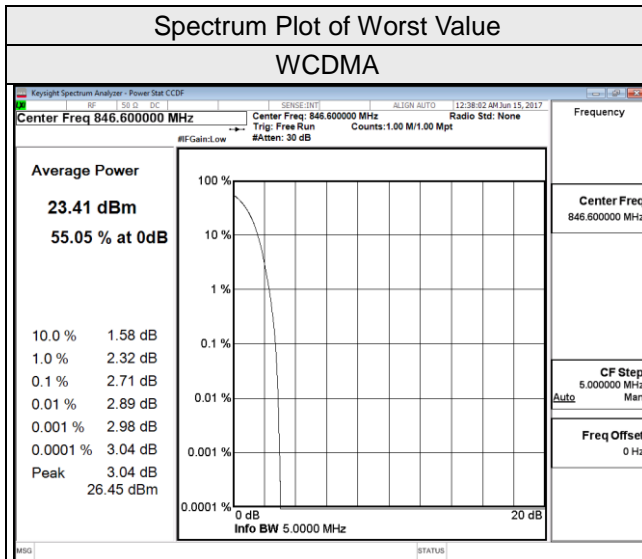 Spectrum Plot of Worst Value
WCDMA
Keysight Spectrum Analyzer - Power Stat CCDF
RF 50 Ω DC SENSE:INT ALIGN AUTO 12:38:02 AM Jun 15, 2017
Center Freq 846.600000 MHz
Center Freq: 846.600000 MHz Radio Std: None
Trig: Free Run Counts:1.00 M/1.00 Mpt
#IFGain:Low #Atten: 30 dB
Frequency
Average Power
23.41 dBm
55.05 % at 0dB
10.0 % 1.58 dB
1.0 % 2.32 dB
0.1 % 2.71 dB
0.01 % 2.89 dB
0.001 % 2.98 dB
0.0001 % 3.04 dB
Peak 3.04 dB
26.45 dBm
100 %
10 %
1 %
0.1 %
0.01 %
0.001 %
0.0001 %
0 dB 20 dB
Info BW 5.0000 MHz
Center Freq
846.600000 MHz
CF Step
5.000000 MHz
Auto Man
Freq Offset
0 Hz
MSG STATUS